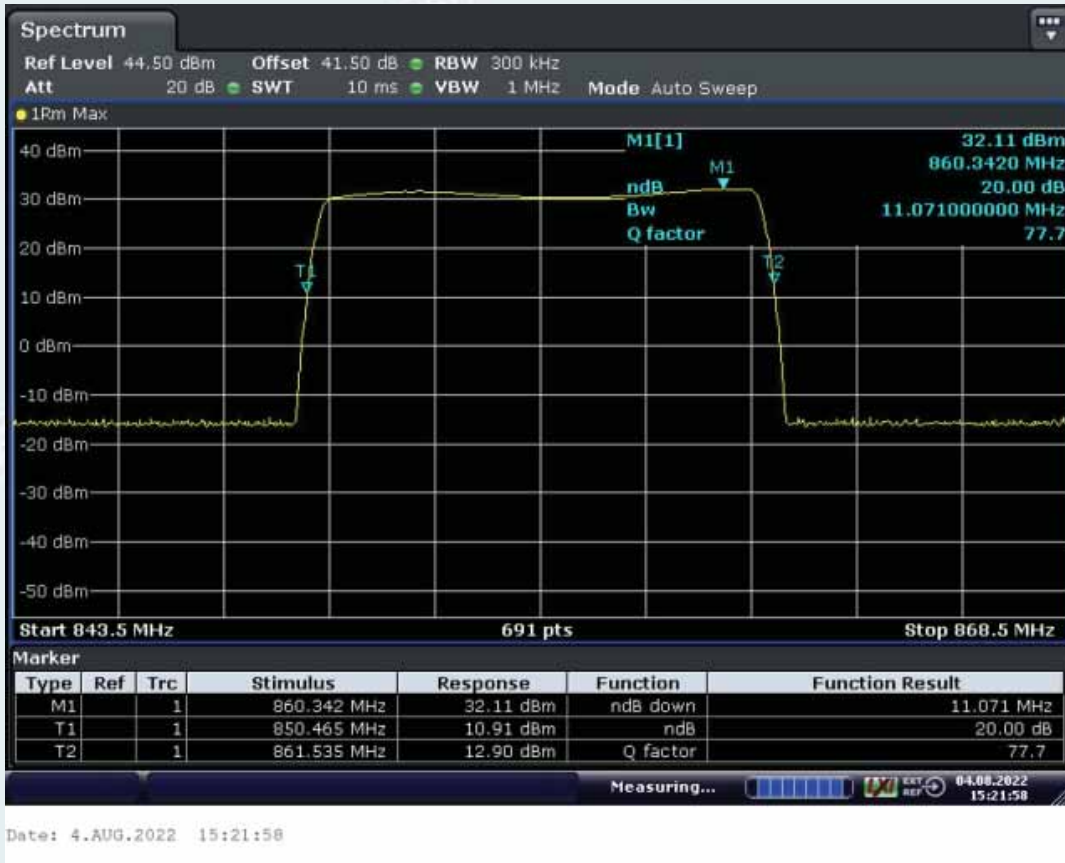 Spectrum
Ref Level 44.50 dBm Offset 41.50 dB RBW 300 kHz
Att 20 dB SWT 10 ms VBW 1 MHz Mode Auto Sweep
1Rm Max
M1[1] 32.11 dBm
860.3420 MHz
ndB 20.00 dB
Bw 11.071000000 MHz
Q factor 77.7
M1
T1
T2
40 dBm
30 dBm
20 dBm
10 dBm
0 dBm
-10 dBm
-20 dBm
-30 dBm
-40 dBm
-50 dBm
Start 843.5 MHz 691 pts Stop 868.5 MHz
Marker
Type Ref Trc Stimulus Response Function Function Result
M1 1 860.342 MHz 32.11 dBm ndB down 11.071 MHz
T1 1 850.465 MHz 10.91 dBm ndB 20.00 dB
T2 1 861.535 MHz 12.90 dBm Q factor 77.7
Measuring... LXI EXT REF 04.08.2022
15:21:58
Date: 4.AUG.2022 15:21:58